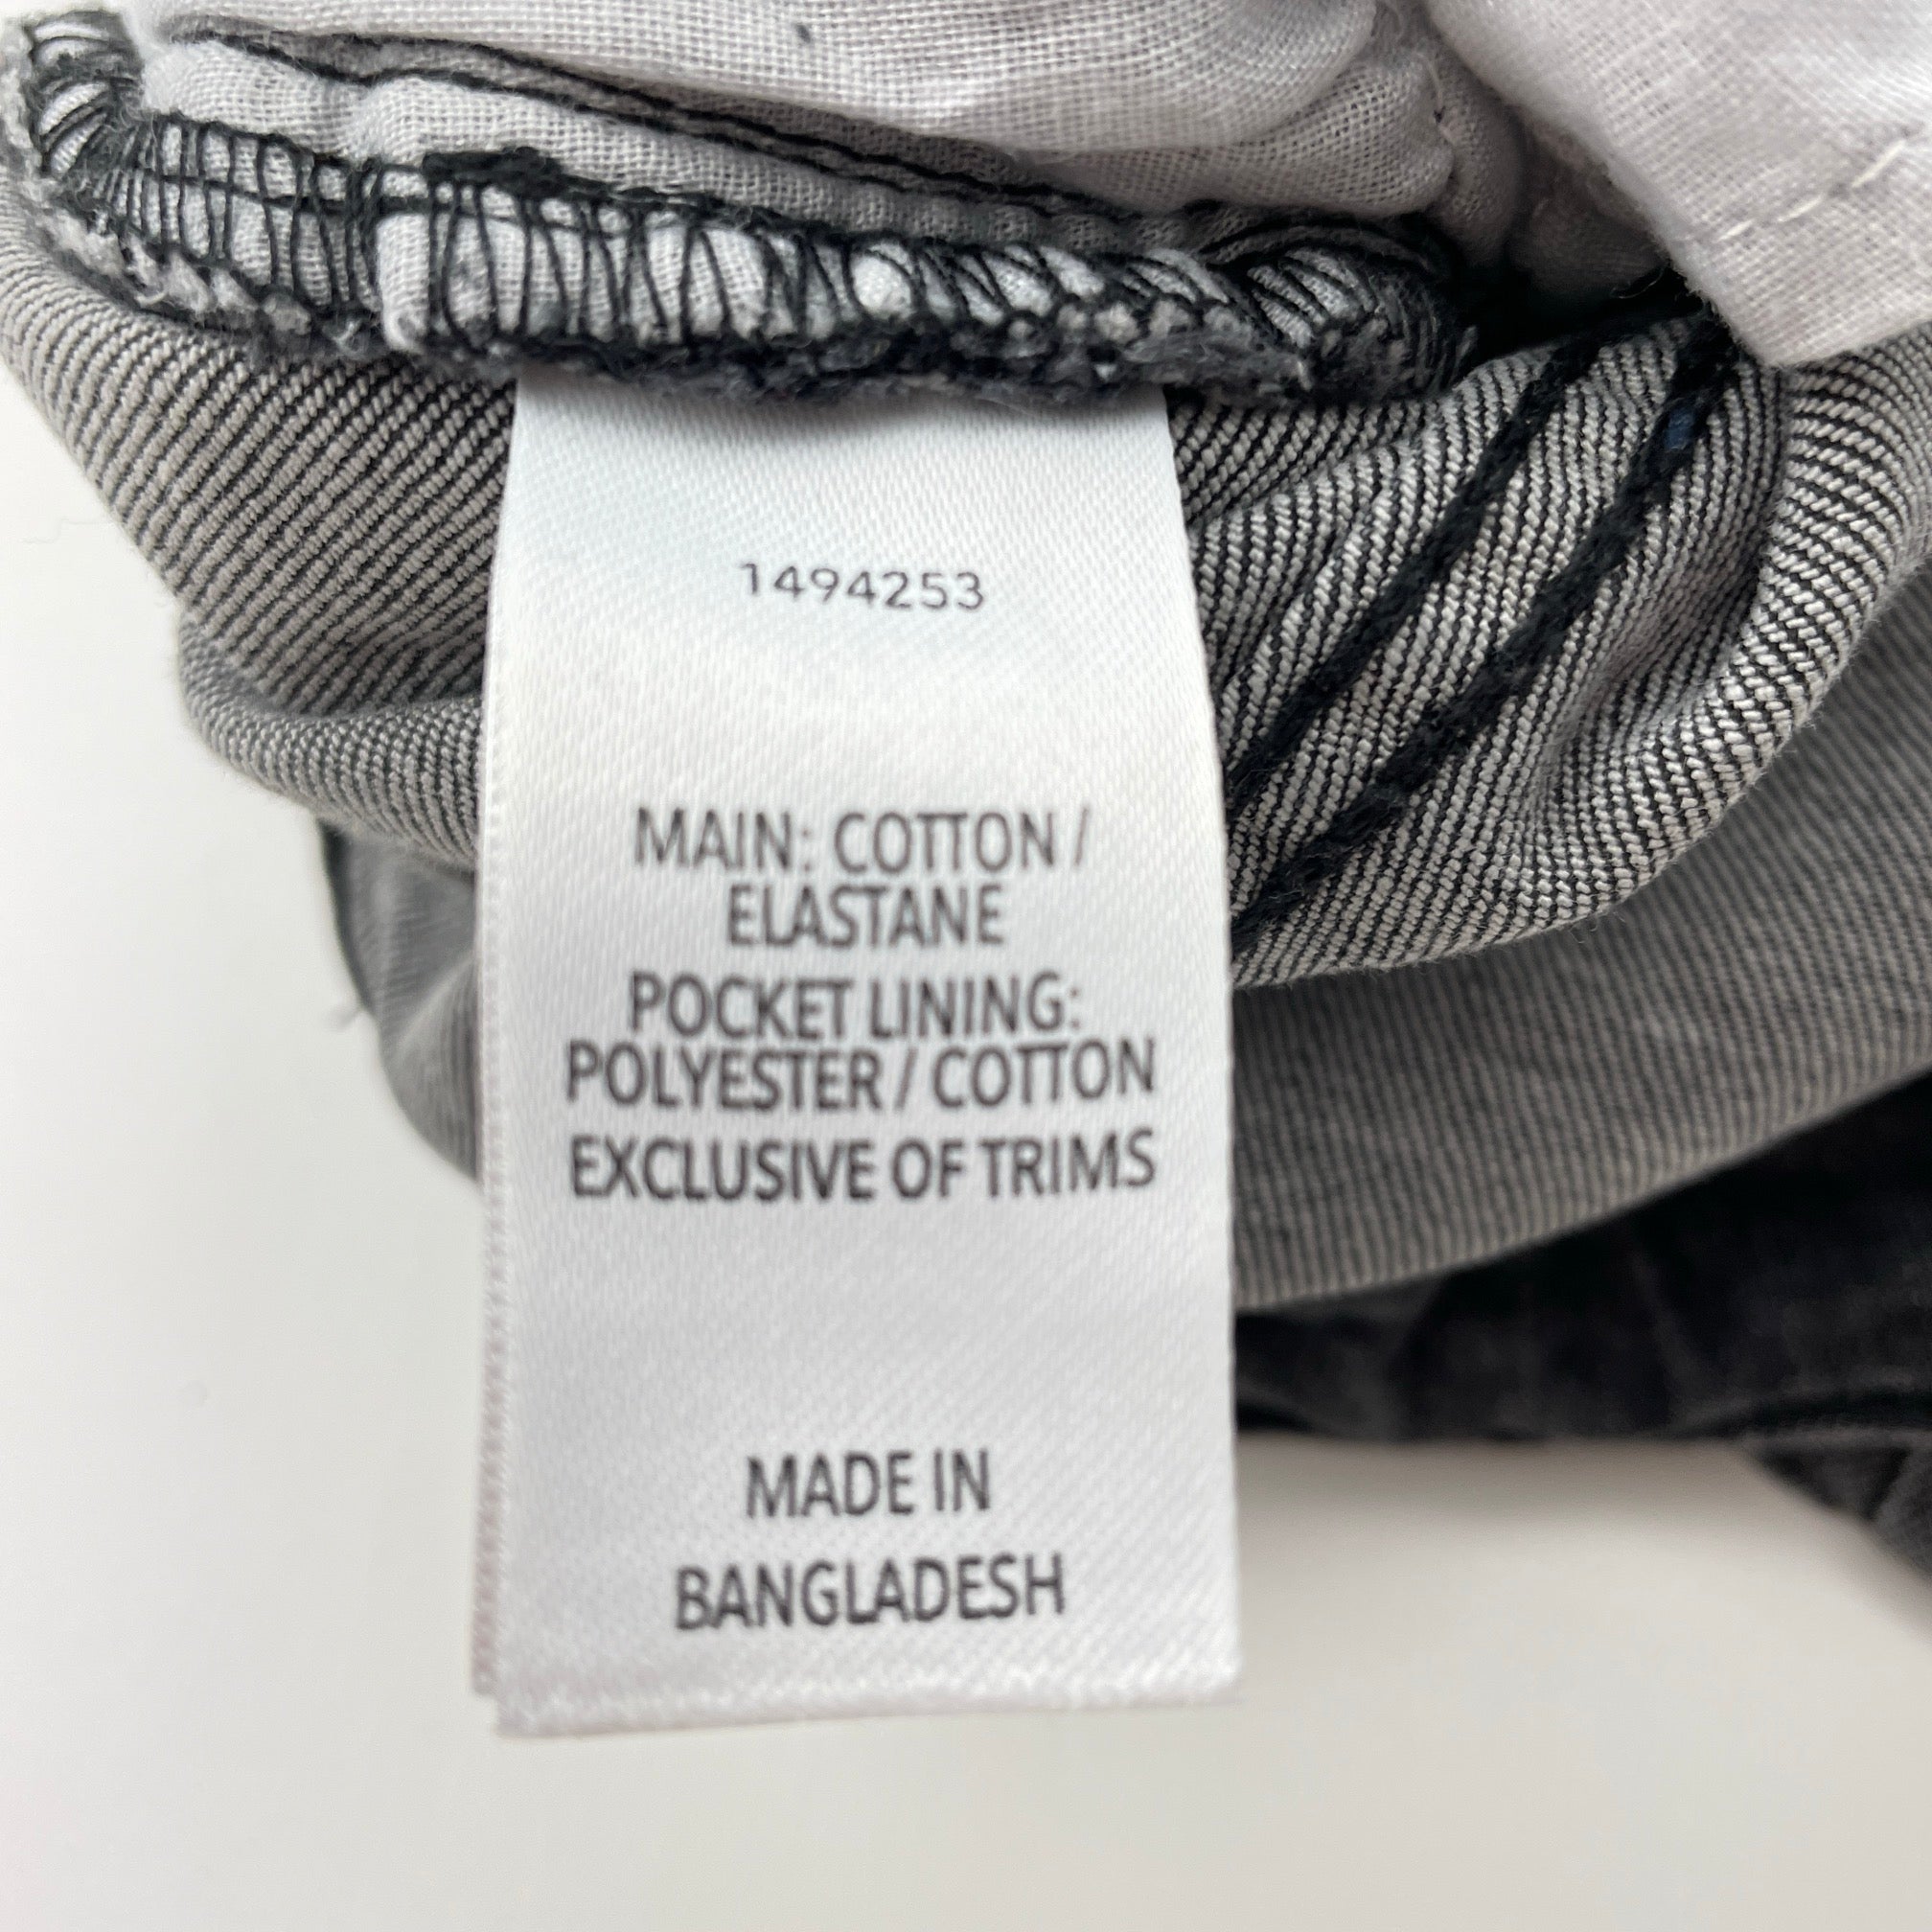 1494253
MAIN: COTTON /
ELASTANE
POCKET LINING:
POLYESTER / COTTON
EXCLUSIVE OF TRIMS
MADE IN
BANGLADESH